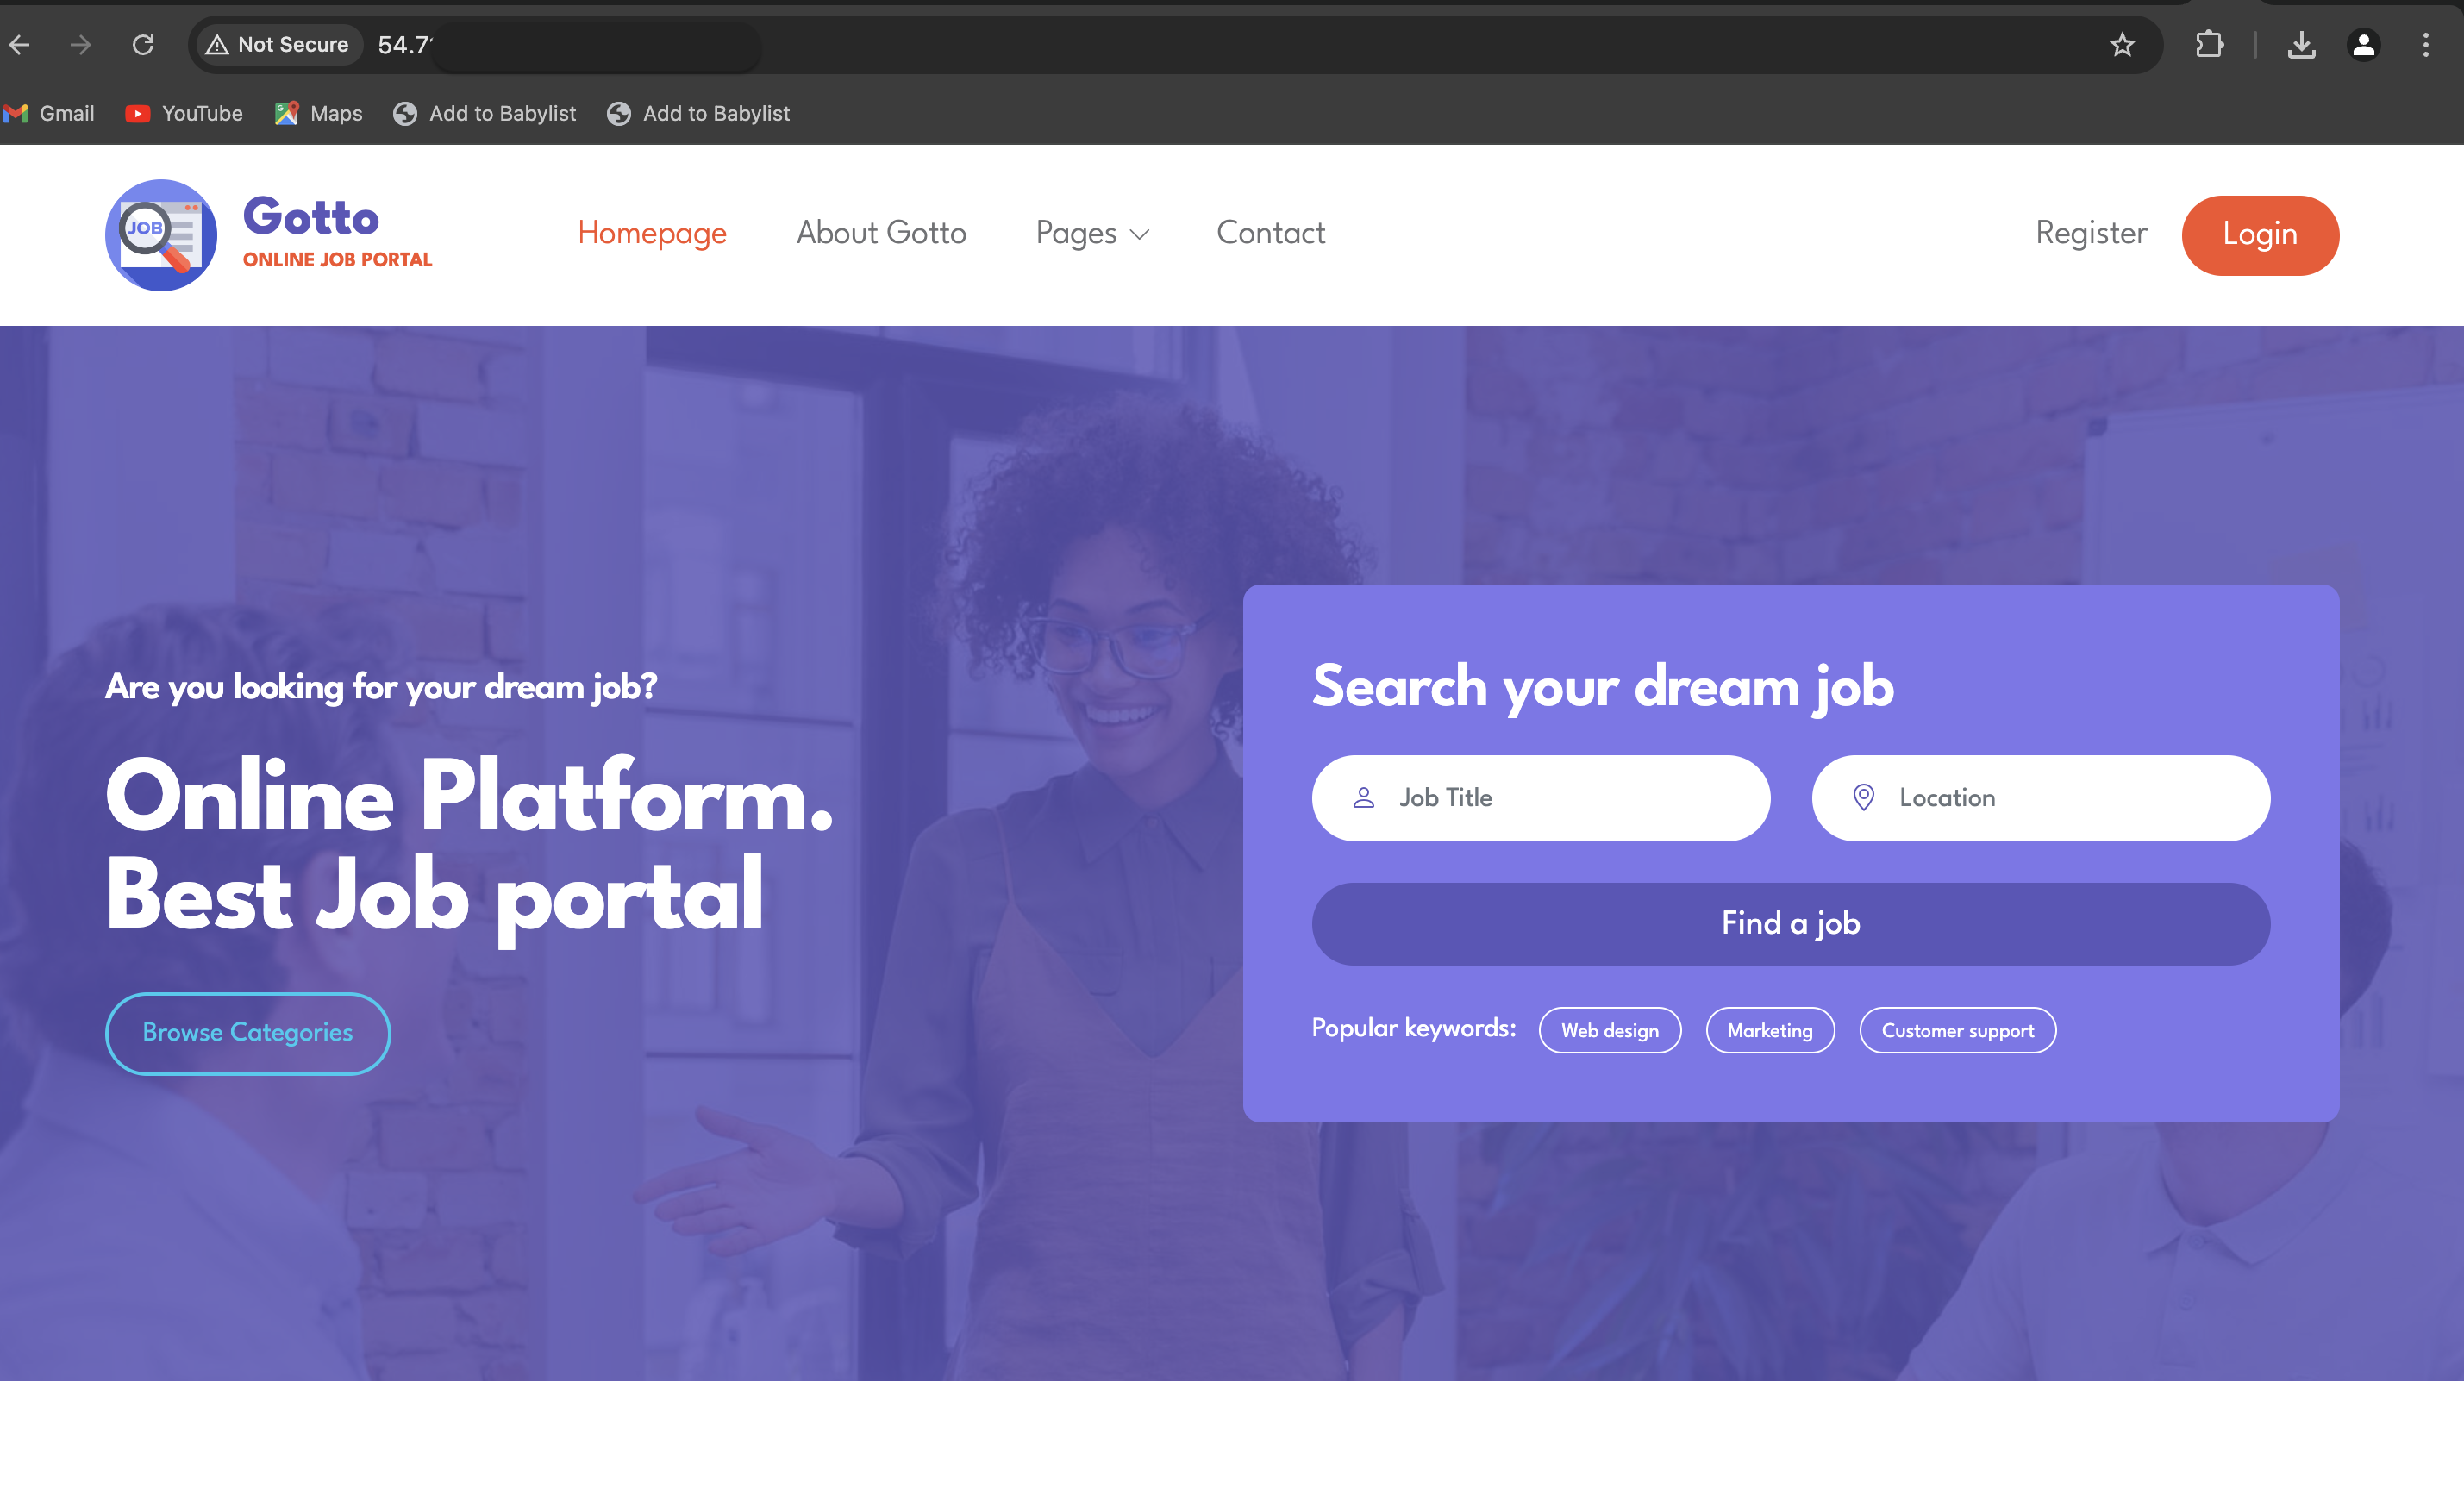 Not Secure 54.7
Gmail YouTube Maps Add to Babylist Add to Babylist
JOB
Gotto
ONLINE JOB PORTAL
Homepage About Gotto Pages Contact Register Login
Are you looking for your dream job?
Online Platform.
Best Job portal
Browse Categories
Search your dream job
Job Title Location
Find a job
Popular keywords: Web design Marketing Customer support